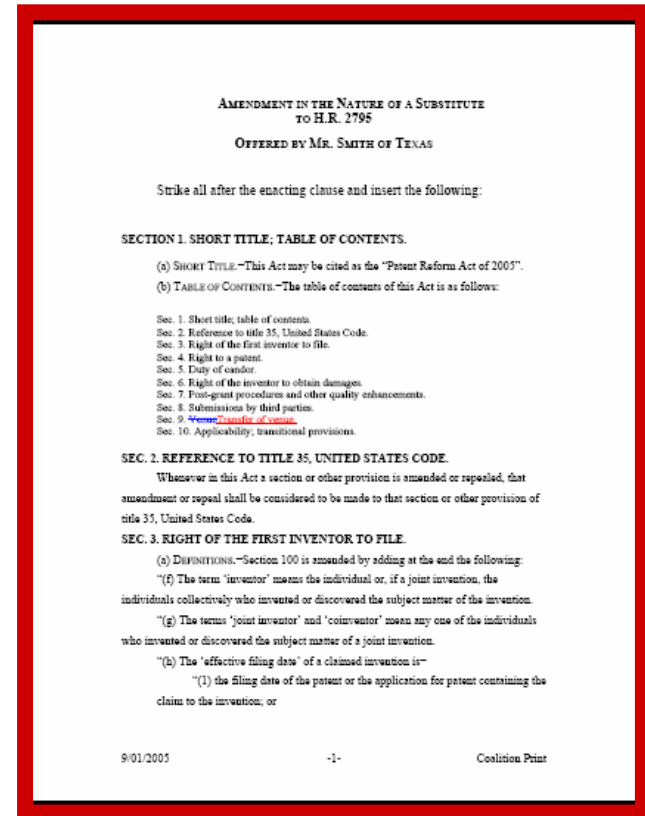 AMENDMENT IN THE NATURE OF A SUBSTITUTE
TO H.R. 2795
OFFERED BY MR. SMITH OF TEXAS
Strike all after the enacting clause and insert the following:
SECTION 1. SHORT TITLE; TABLE OF CONTENTS.
(a) SHORT TITLE.–This Act may be cited as the “Patent Reform Act of 2005”.
(b) TABLE OF CONTENTS.–The table of contents of this Act is as follows:
Sec. 1. Short title; table of contents.
Sec. 2. Reference to title 35, United States Code.
Sec. 3. Right of the first inventor to file.
Sec. 4. Right to a patent.
Sec. 5. Duty of candor.
Sec. 6. Right of the inventor to obtain damages.
Sec. 7. Post-grant procedures and other quality enhancements.
Sec. 8. Submissions by third parties.
Sec. 9. VenueTransfer of venue.
Sec. 10. Applicability; transitional provisions.
SEC. 2. REFERENCE TO TITLE 35, UNITED STATES CODE.
Whenever in this Act a section or other provision is amended or repealed, that
amendment or repeal shall be considered to be made to that section or other provision of
title 35, United States Code.
SEC. 3. RIGHT OF THE FIRST INVENTOR TO FILE.
(a) DEFINITIONS.–Section 100 is amended by adding at the end the following:
“(f) The term ‘inventor’ means the individual or, if a joint invention, the
individuals collectively who invented or discovered the subject matter of the invention.
“(g) The terms ‘joint inventor’ and ‘coinventor’ mean any one of the individuals
who invented or discovered the subject matter of a joint invention.
“(h) The ‘effective filing date’ of a claimed invention is–
“(1) the filing date of the patent or the application for patent containing the
claim to the invention; or
9/01/2005 -1- Coalition Print